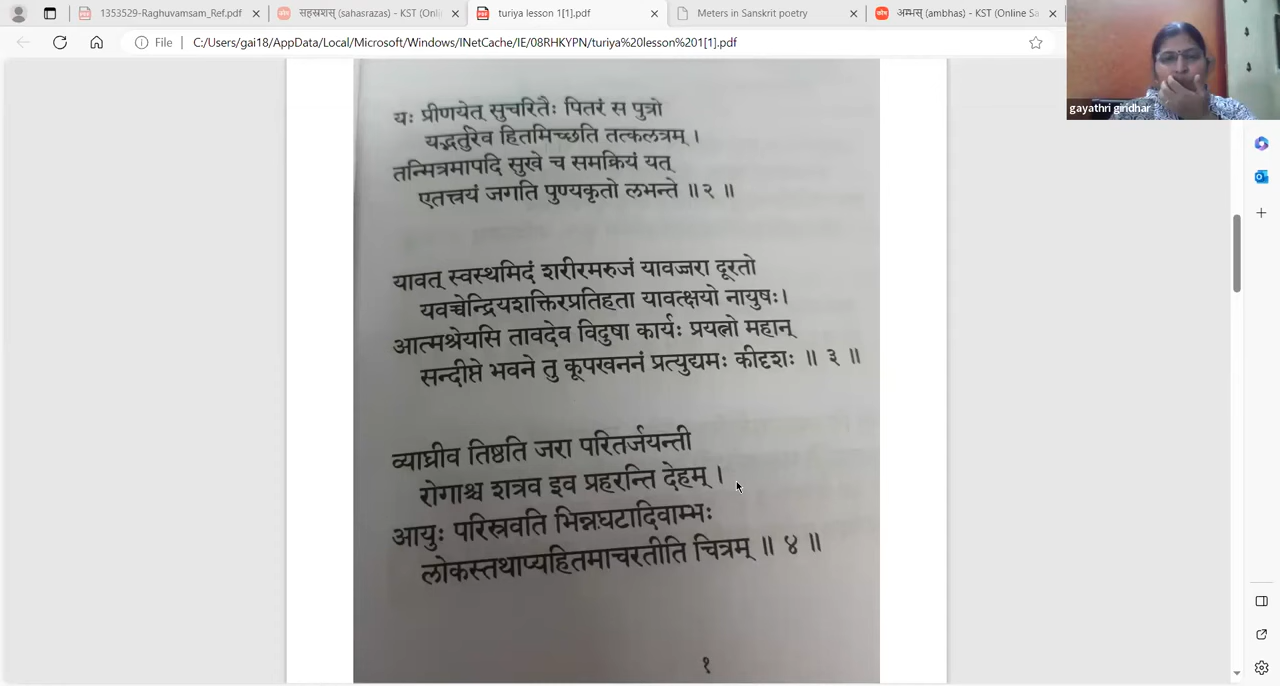 1353529-Raghuvamsam_Ref.pdf
सहस्रशस् (sahasrazas) - KST (Onli
turiya lesson 1[1].pdf
Meters in Sanskrit poetry
अम्भस् (ambhas) - KST (Online Sa
File
C:/Users/gai18/AppData/Local/Microsoft/Windows/INetCache/IE/08RHKYPN/turiya%20lesson%201[1].pdf
gayathri giridhar
यः प्रीणयेत् सुचरितैः पितरं स पुत्रो
यद्भर्तुरेव हितमिच्छति तत्कलत्रम् ।
तन्मित्रमापदि सुखे च समक्रियं यत्
एतत्त्रयं जगति पुण्यकृतो लभन्ते ॥ २ ॥
यावत् स्वस्थमिदं शरीरमरुजं यावज्जरा दूरतो
यवच्चेन्द्रियशक्तिरप्रतिहता यावत्क्षयो नायुषः।
आत्मश्रेयसि तावदेव विदुषा कार्यः प्रयत्नो महान्
सन्दीप्ते भवने तु कूपखननं प्रत्युद्यमः कीदृशः ॥ ३ ॥
व्याघ्रीव तिष्ठति जरा परितर्जयन्ती
रोगाश्च शत्रव इव प्रहरन्ति देहम् ।
आयुः परिस्रवति भिन्नघटादिवाम्भः
लोकस्तथाप्यहितमाचरतीति चित्रम् ॥ ४ ॥
१